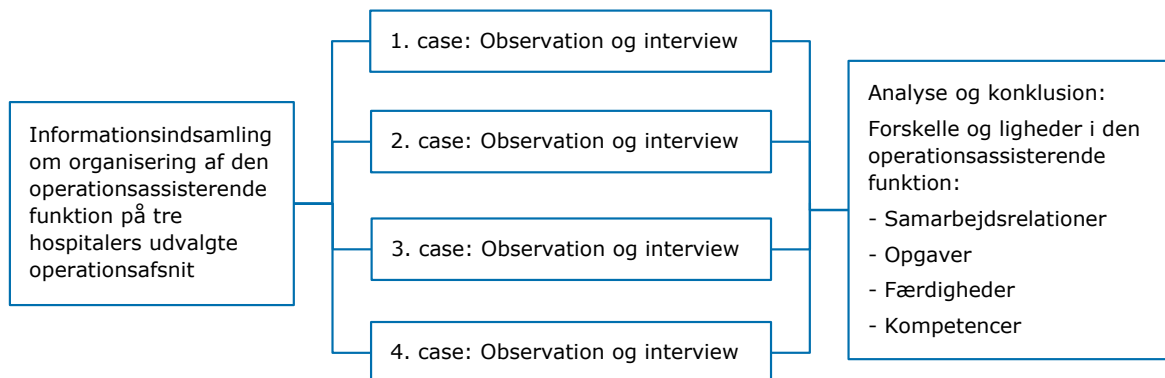 Informationsindsamling
om organisering af den
operationsassisterende
funktion på tre
hospitalers udvalgte
operationsafsnit
1. case: Observation og interview
2. case: Observation og interview
3. case: Observation og interview
4. case: Observation og interview
Analyse og konklusion:
Forskelle og ligheder i den
operationsassisterende
funktion:
- Samarbejdsrelationer
- Opgaver
- Færdigheder
- Kompetencer